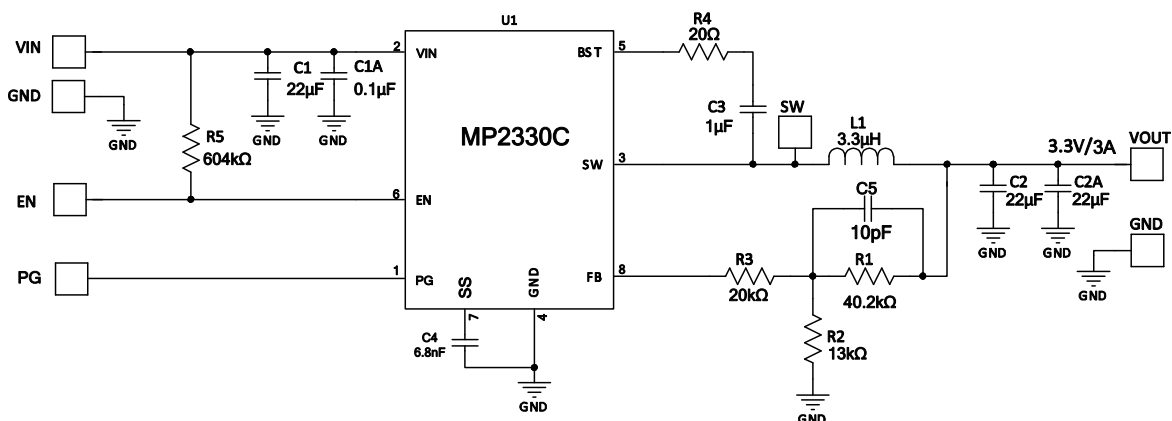 U1
VIN
GND
GND
R5
604kΩ
C1
22µF
GND
C1A
0.1µF
GND
EN
PG
2
VIN
6
EN
1
PG
MP2330C
BST
5
SW
3
FB
8
SS
7
GND
4
C4
6.8nF
GND
R4
20Ω
C3
1µF
SW
L1
3.3µH
C5
10pF
R3
20kΩ
R1
40.2kΩ
R2
13kΩ
GND
3.3V/3A
VOUT
C2
22µF
GND
C2A
22µF
GND
GND
GND